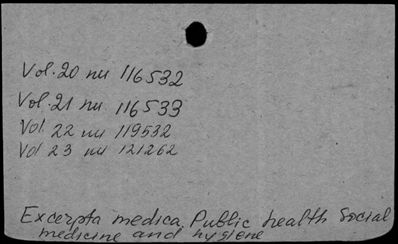 Vol. 20 nu 116532
Vol. 21 nu 116533
Vol. 22 nu 119532
Vol 23 nu 121262
Excerpta medica. Public health Social
medicine and hygiene